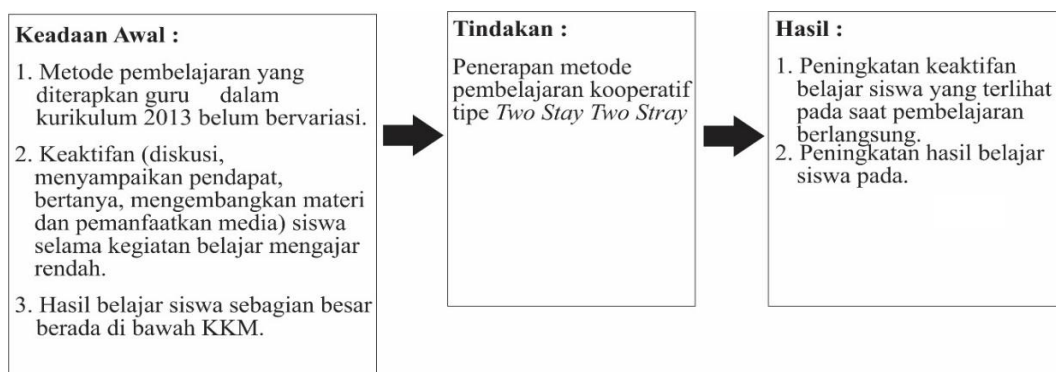 Keadaan Awal :
1. Metode pembelajaran yang
diterapkan guru dalam
kurikulum 2013 belum bervariasi.
2. Keaktifan (diskusi,
menyampaikan pendapat,
bertanya, mengembangkan materi
dan pemanfaatkan media) siswa
selama kegiatan belajar mengajar
rendah.
3. Hasil belajar siswa sebagian besar
berada di bawah KKM.
Tindakan :
Penerapan metode
pembelajaran kooperatif
tipe Two Stay Two Stray
Hasil :
1. Peningkatan keaktifan
belajar siswa yang terlihat
pada saat pembelajaran
berlangsung.
2. Peningkatan hasil belajar
siswa pada.